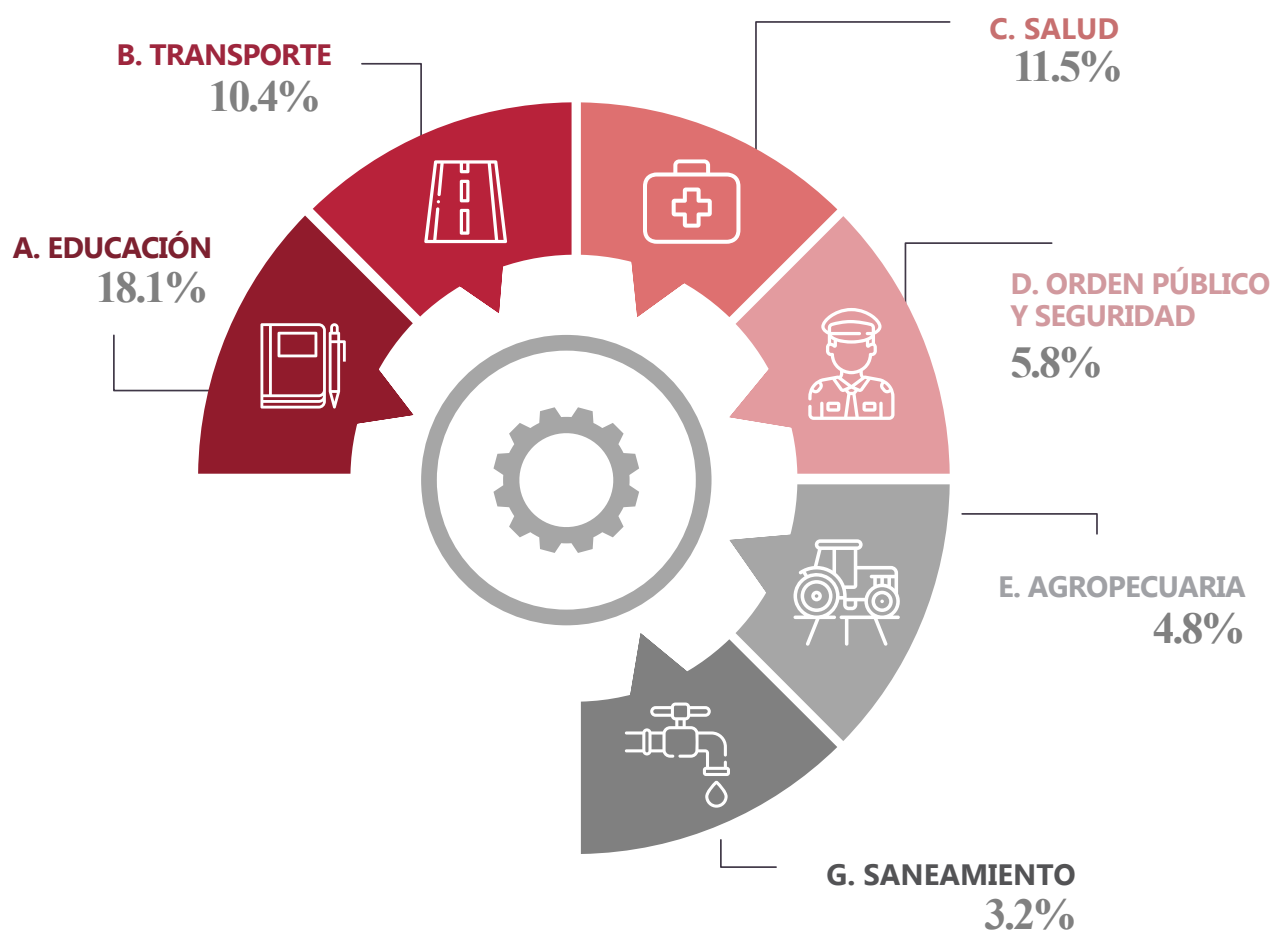 A. EDUCACIÓN
18.1%
B. TRANSPORTE
10.4%
C. SALUD
11.5%
D. ORDEN PÚBLICO
Y SEGURIDAD
5.8%
E. AGROPECUARIA
4.8%
G. SANEAMIENTO
3.2%